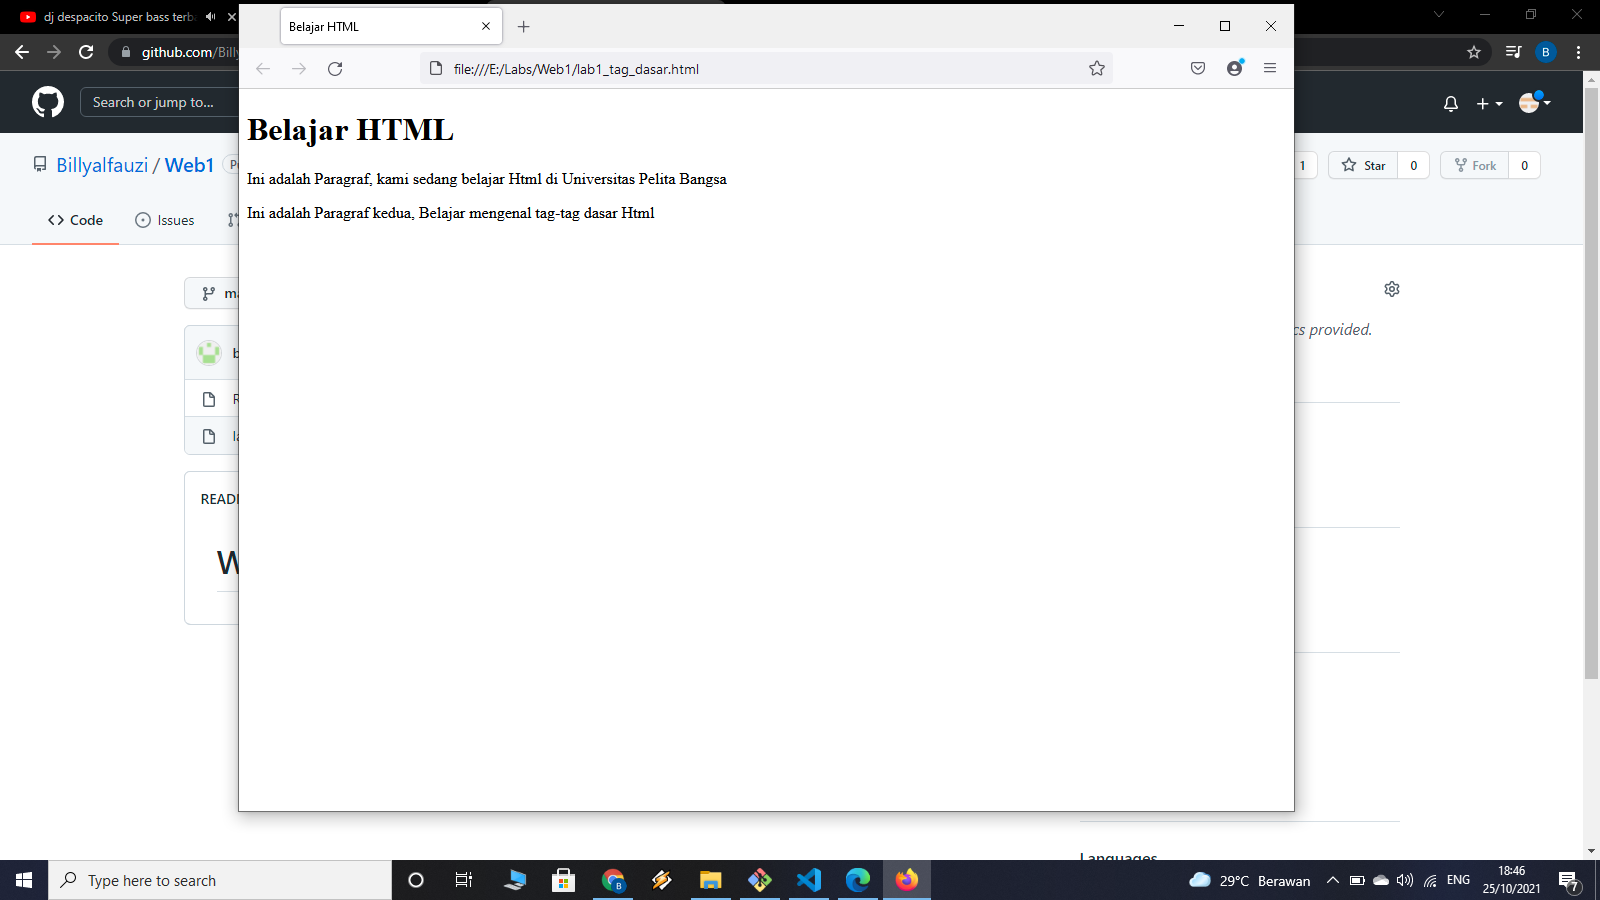 dj despacito Super bass terb
Belajar HTML
github.com/Billy
file:///E:/Labs/Web1/lab1_tag_dasar.html
B
Search or jump to...
Belajar HTML
Billyalfauzi / Web1
1
Star
0
Fork
0
Ini adalah Paragraf, kami sedang belajar Html di Universitas Pelita Bangsa
Ini adalah Paragraf kedua, Belajar mengenal tag-tag dasar Html
Code
Issues
cs provided.
Languages
Type here to search
B
29°C Berawan
ENG
18:46
25/10/2021
7